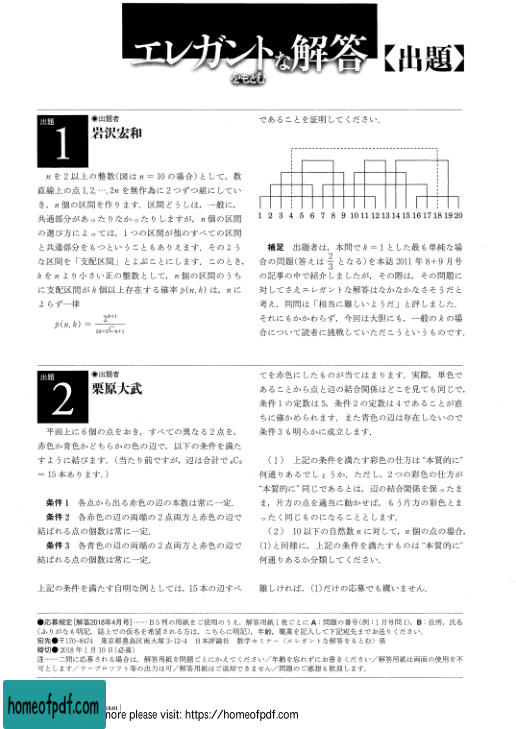 エレガントな解答【出題】
をもとむ
出題
1
●出題者
岩沢宏和
n を 2 以上の整数(図は n = 10 の場合)として，数
直線上の点 1, 2, …, 2n を無作為に 2 つずつ組にしてい
き，n 個の区間を作ります．区間どうしは，一般に，
共通部分があったりなかったりしますが，n 個の区間
の選び方によっては，1 つの区間が他のすべての区間
と共通部分をもつということもありえます．そのよう
な区間を「支配区間」とよぶことにします．このとき，
k を n より小さい正の整数として，n 個の区間のうち
に支配区間が k 個以上存在する確率 p(n, k) は，n に
よらず一律
p(n, k) =
であることを証明してください．
1 2 3 4 5 6 7 8 9 10 11 12 13 14 15 16 17 18 19 20
補足 出題者は，本問で k = 1 とした最も単純な場
合の問題(答えは 2/3 となる)を本誌 2011 年 8+9 月号
の記事の中で紹介しましたが，その際は，その問題に
対してさえエレガントな解答はなかなかなさそうだと
考え，同問は「相当に難しいようだ」と評しました．
それにもかかわらず，今回は大胆にも，一般の k の場
合について読者に挑戦していただこうというものです．
出題
2
●出題者
栗原大武
平面上に 6 個の点をおき，すべての異なる 2 点を，
赤色か青色かどちらかの色の辺で，以下の条件を満た
すように結びます．(当たり前ですが，辺は合計で ₆C₂
= 15 本あります．)
条件 1 各点から出る赤色の辺の本数は常に一定．
条件 2 各赤色の辺の両端の 2 点両方と赤色の辺で
結ばれる点の個数は常に一定．
条件 3 各青色の辺の両端の 2 点両方と赤色の辺で
結ばれる点の個数は常に一定．
上記の条件を満たす自明な例としては，15 本の辺すべ
てを赤色にしたものが当てはまります．実際，単色で
あることから点と辺の結合関係はどこを見ても同じで，
条件 1 の定数は 5，条件 2 の定数は 4 であることが直
ちに確かめられます．また青色の辺は存在しないので
条件 3 も明らかに成立します．
(1) 上記の条件を満たす彩色の仕方は"本質的に"
何通りあるでしょうか．ただし，2 つの彩色の仕方が
"本質的に"同じであるとは，辺の結合関係を保ったま
ま，片方の点を適当に動かせば，もう片方の彩色とま
ったく同じものになることとします．
(2) 10 以下の自然数 n に対して，n 個の点の場合，
(1)と同様に，上記の条件を満たすものは"本質的に"
何通りあるか分類してください．
難しければ，(1)だけの応募でも構いません．
●応募規定 [解答2018年4月号]…… B5判の用紙をご使用のうえ，解答用紙1枚ごとに A：問題の番号(例：1月号問1)，B：住所，氏名
(ふりがなも明記．誌上での仮名を希望される方は，こちらに明記)，年齢，職業を記入して下記宛先までお送りください．
宛先●〒170-8474 東京都豊島区南大塚3-12-4 日本評論社 数学セミナー《エレガントな解答をもとむ》係
締切● 2018 年 1 月 10 日(必着)
注……二問に応募される場合は，解答用紙を問題ごとにかえてください／年齢を忘れずにお書きください／解答用紙は両面の使用を不
可とします／ワープロソフト等の出力は可／解答用紙はご返却できません／問題のご感想も歓迎します．
homeofpdf.com
more please visit: https://homeofpdf.com